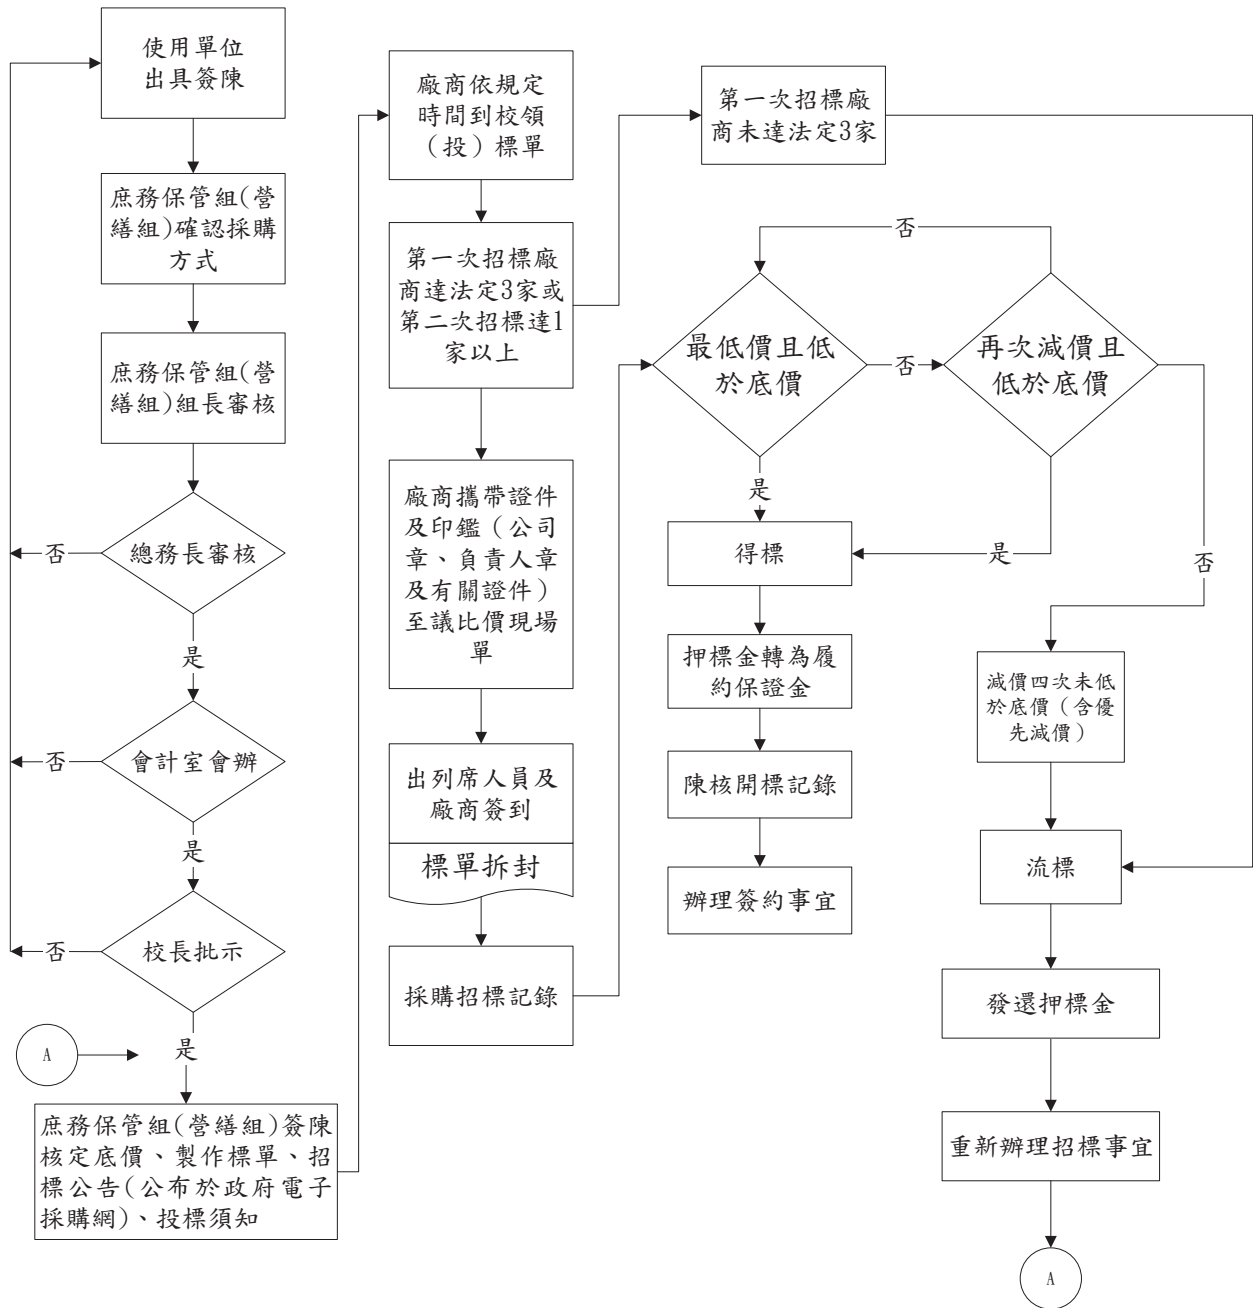 使用單位
出具簽陳
庶務保管組(營
繕組)確認採購
方式
庶務保管組(營
繕組)組長審核
總務長審核
否
是
會計室會辦
否
是
校長批示
否
是
A
庶務保管組(營繕組)簽陳
核定底價、製作標單、招
標公告(公布於政府電子
採購網)、投標須知
廠商依規定
時間到校領
（投）標單
第一次招標廠
商達法定3家或
第二次招標達1
家以上
廠商攜帶證件
及印鑑（公司
章、負責人章
及有關證件）
至議比價現場
單
出列席人員及
廠商簽到
標單拆封
採購招標記錄
第一次招標廠
商未達法定3家
否
最低價且低
於底價
否
再次減價且
低於底價
是
得標
是
否
押標金轉為履
約保證金
陳核開標記錄
辦理簽約事宜
減價四次未低
於底價（含優
先減價）
流標
發還押標金
重新辦理招標事宜
A